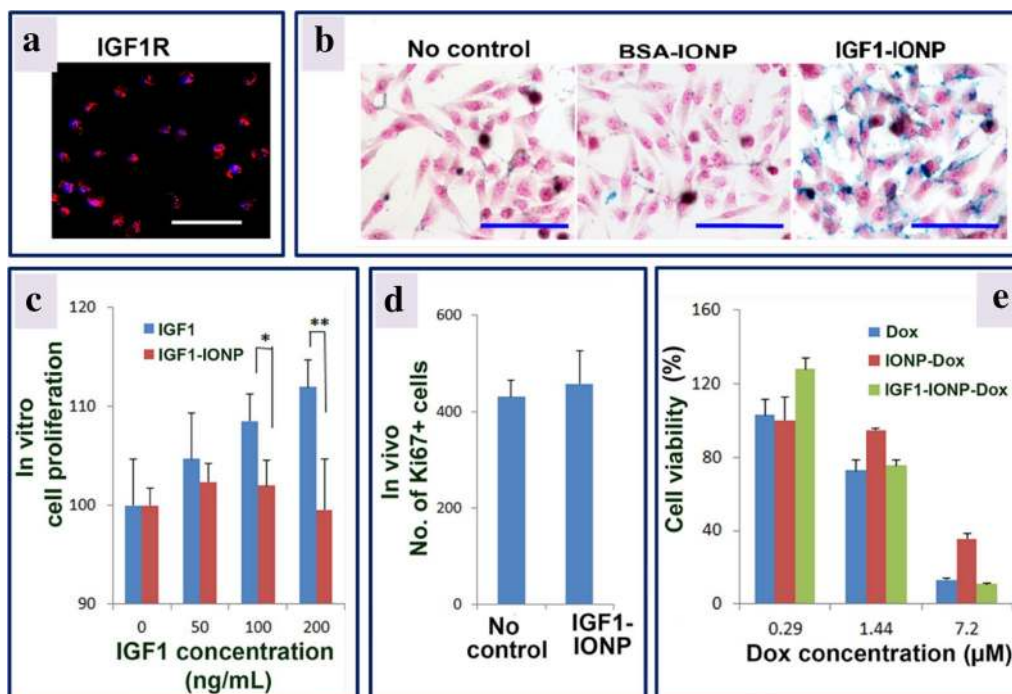 a
IGF1R
b
No control
BSA-IONP
IGF1-IONP
c
120
110
100
90
In vitro
cell proliferation
IGF1
IGF1-IONP
*
**
0 50 100 200
IGF1 concentration
(ng/mL)
d
600
400
200
0
In vivo
No. of Ki67+ cells
No
control
IGF1-
IONP
e
160
120
80
40
0
Cell viability (%)
Dox
IONP-Dox
IGF1-IONP-Dox
0.29 1.44 7.2
Dox concentration (µM)